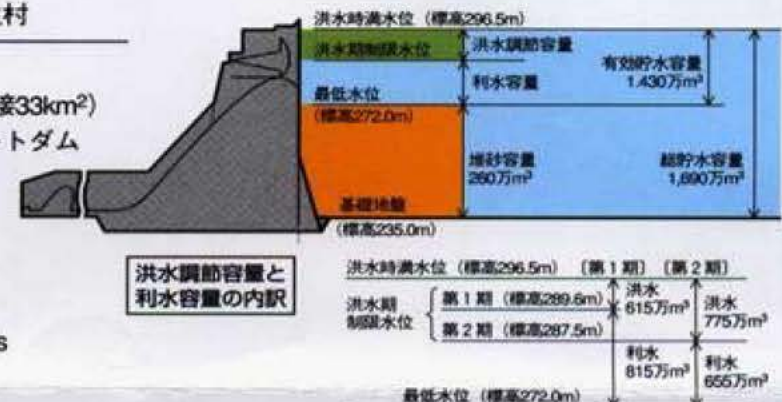 村
接33km²)
トダム
s
洪水時満水位（標高296.5m）
洪水期制限水位
洪水調節容量
利水容量
有効貯水容量
1,430万m³
最低水位
（標高272.0m）
堆砂容量
260万m³
総貯水容量
1,690万m³
基礎地盤
（標高235.0m）
洪水調節容量と
利水容量の内訳
洪水時満水位（標高296.5m）〔第1期〕〔第2期〕
洪水期
制限水位
第1期（標高289.6m）
第2期（標高287.5m）
洪水
615万m³
洪水
775万m³
利水
815万m³
利水
655万m³
最低水位（標高272.0m）